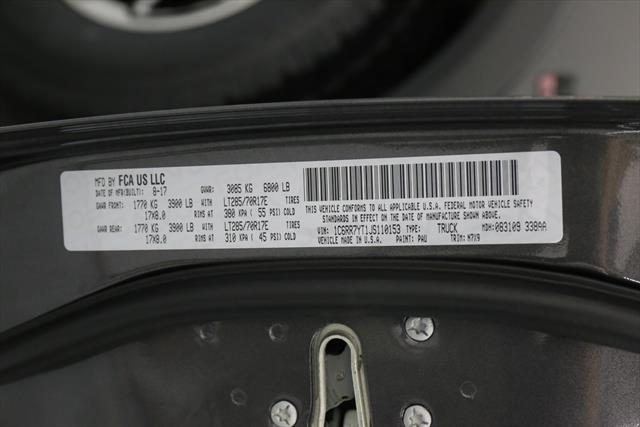 MFD BY FCA US LLC
DATE OF MFR(BUILT): 8-17 GVWR: 3085 KG 6800 LB
GAWR FRONT: 1770 KG 3900 LB LT285/70R17E TIRES
17X8.0 RIMS AT 380 KPA ( 55 PSI) COLD
GAWR REAR: 1770 KG 3900 LB LT285/70R17E TIRES
17X8.0 RIMS AT 310 KPA ( 45 PSI) COLD
THIS VEHICLE CONFORMS TO ALL APPLICABLE U.S.A. FEDERAL MOTOR VEHICLE SAFETY
STANDARDS IN EFFECT ON THE DATE OF MANUFACTURE SHOWN ABOVE.
VIN: 1C6RR7YT1JS110153 TYPE: TRUCK MDH: 083109 338AA
VEHICLE MADE IN U.S.A. PAINT: PAU TRIM: N7X9